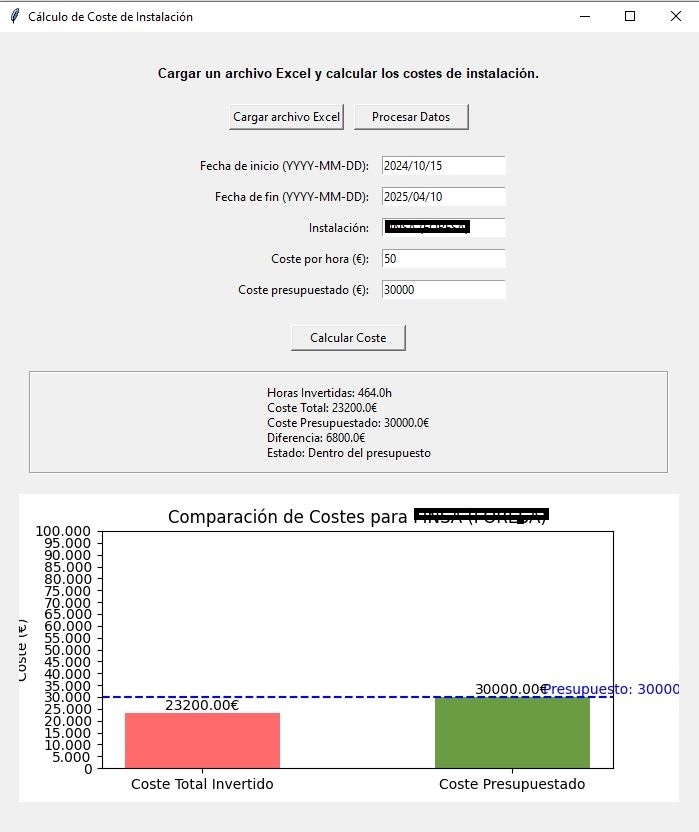 Cálculo de Coste de Instalación
Cargar un archivo Excel y calcular los costes de instalación.
Cargar archivo Excel Procesar Datos
Fecha de inicio (YYYY-MM-DD): 2024/10/15
Fecha de fin (YYYY-MM-DD): 2025/04/10
Instalación:
Coste por hora (€): 50
Coste presupuestado (€): 30000
Calcular Coste
Horas Invertidas: 464.0h
Coste Total: 23200.0€
Coste Presupuestado: 30000.0€
Diferencia: 6800.0€
Estado: Dentro del presupuesto
Comparación de Costes para
100.000
95.000
90.000
85.000
80.000
75.000
70.000
65.000
60.000
55.000
50.000
45.000
40.000
35.000
30.000
25.000
20.000
15.000
10.000
5.000
0
Coste (€)
23200.00€
30000.00€
Presupuesto: 30000
Coste Total Invertido
Coste Presupuestado